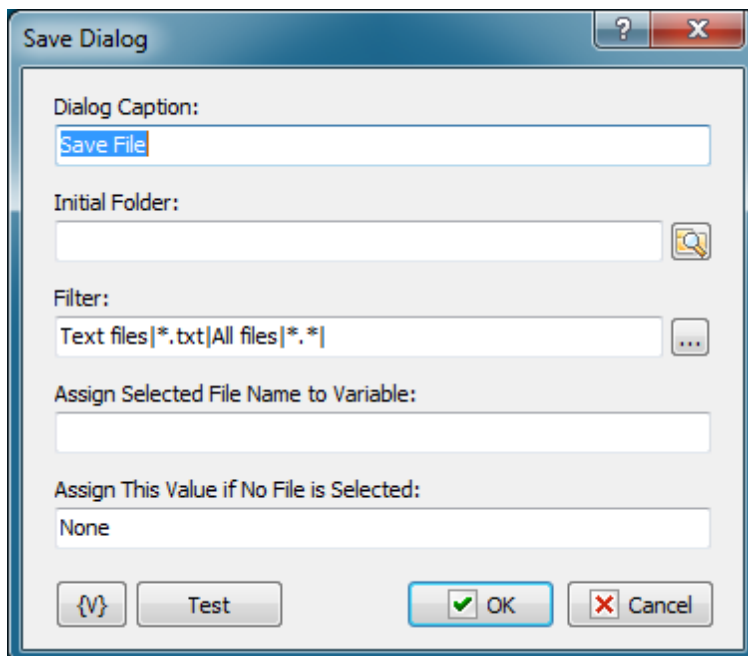 Save Dialog
?
X
Dialog Caption:
Save File
Initial Folder:
Filter:
Text files|*.txt|All files|*.*|
...
Assign Selected File Name to Variable:
Assign This Value if No File is Selected:
None
{V} Test OK Cancel